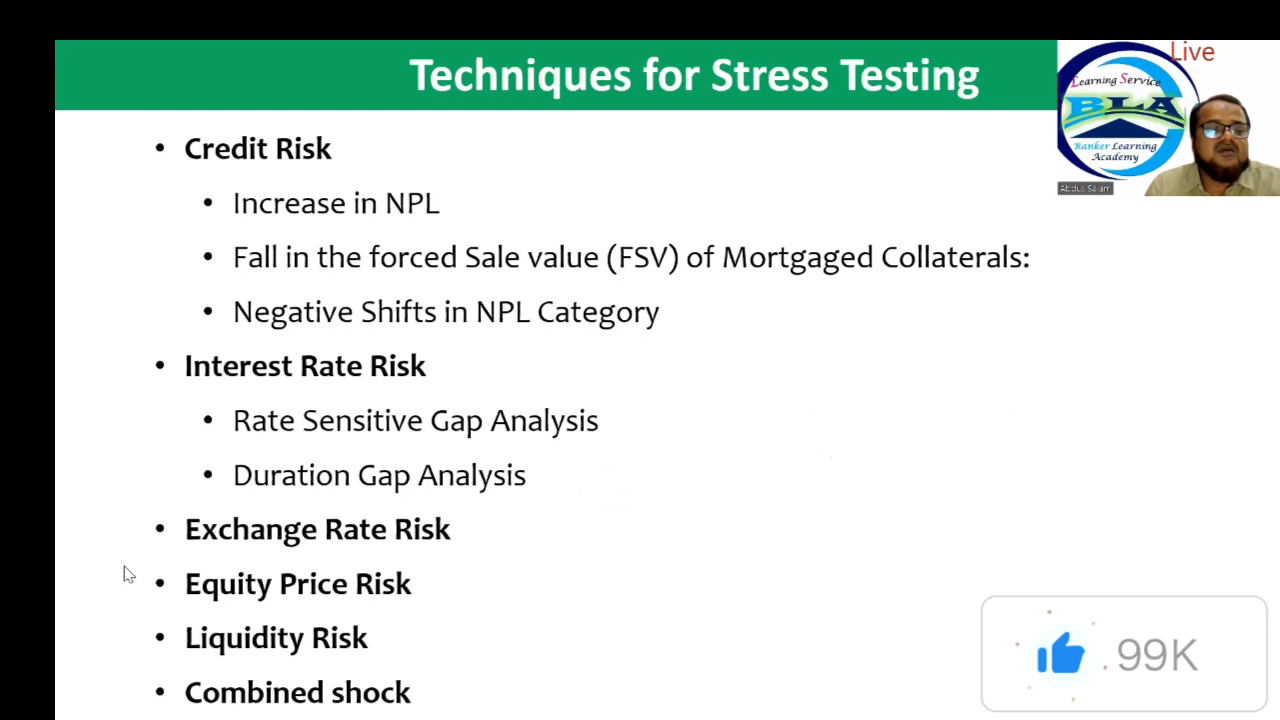 Techniques for Stress Testing
Live
Learning Service
BLA
Banker Learning
Academy
Abdus Salam
• Credit Risk
• Increase in NPL
• Fall in the forced Sale value (FSV) of Mortgaged Collaterals:
• Negative Shifts in NPL Category
• Interest Rate Risk
• Rate Sensitive Gap Analysis
• Duration Gap Analysis
• Exchange Rate Risk
• Equity Price Risk
• Liquidity Risk
• Combined shock
.99K